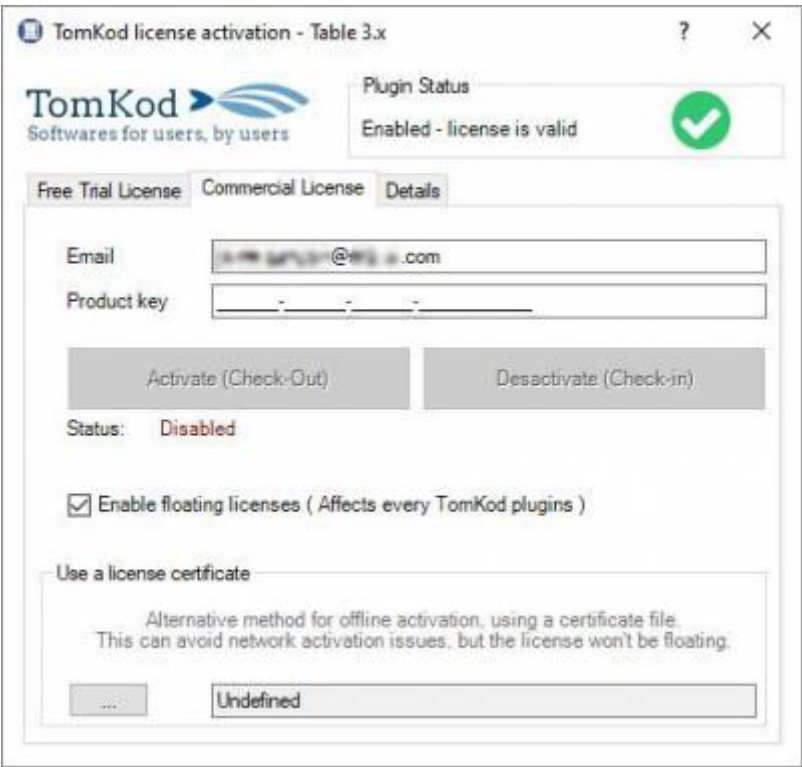 TomKod license activation - Table 3.x
?
TomKod
Softwares for users, by users
Plugin Status
Enabled - license is valid
Free Trial License
Commercial License
Details
Email
@
.com
Product key
Activate (Check-Out)
Desactivate (Check-in)
Status: Disabled
Enable floating licenses ( Affects every TomKod plugins )
Use a license certificate
Alternative method for offline activation, using a certificate file.
This can avoid network activation issues, but the license won't be floating.
...
Undefined